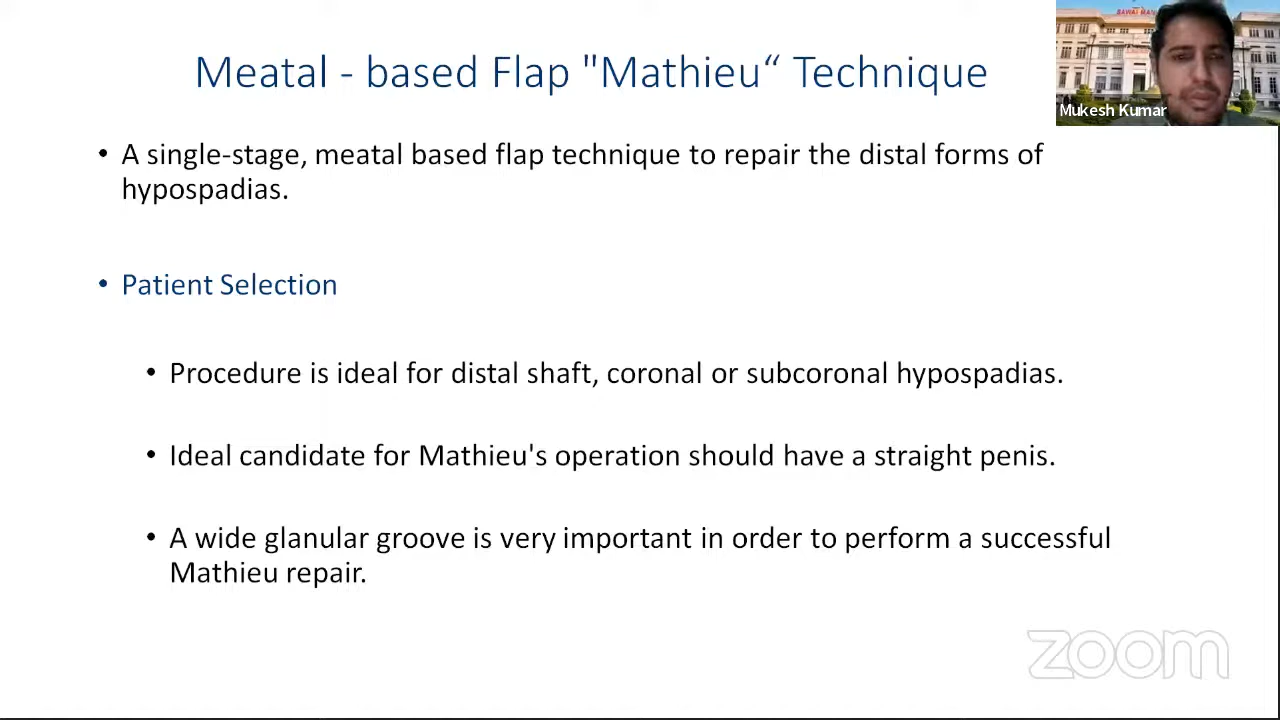 Meatal - based Flap "Mathieu“ Technique
Mukesh Kumar
• A single-stage, meatal based flap technique to repair the distal forms of
hypospadias.
• Patient Selection
• Procedure is ideal for distal shaft, coronal or subcoronal hypospadias.
• Ideal candidate for Mathieu's operation should have a straight penis.
• A wide glanular groove is very important in order to perform a successful
Mathieu repair.
zoom